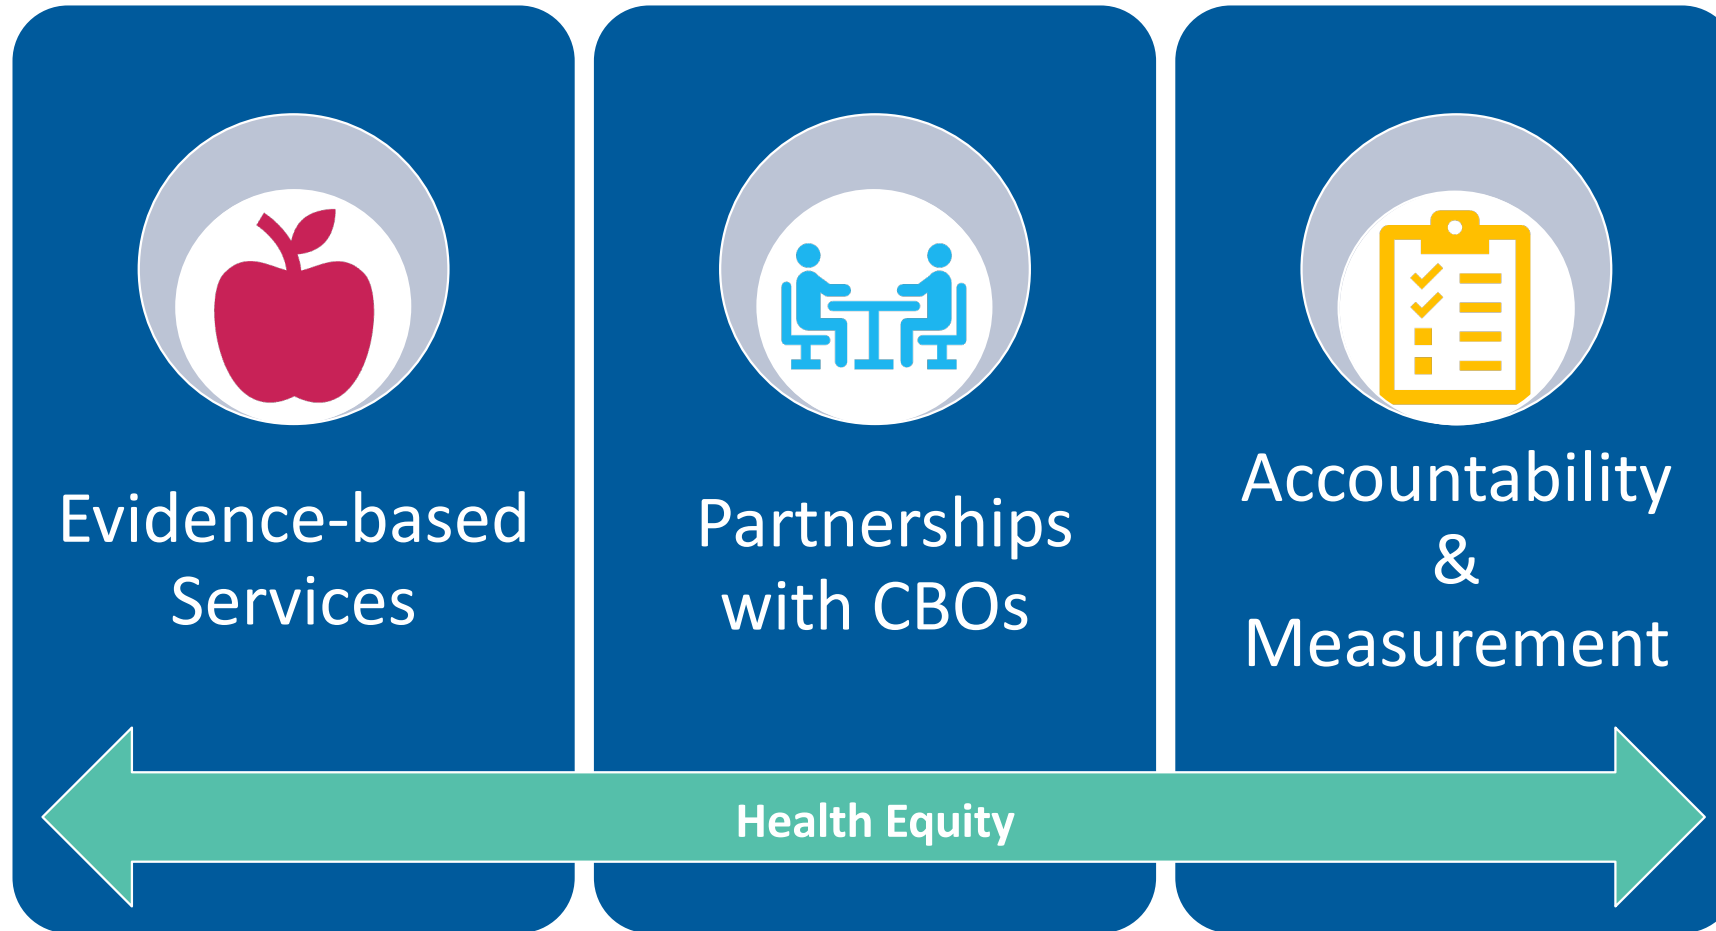 Evidence-based
Services
Partnerships
with CBOs
Accountability
&
Measurement
Health Equity